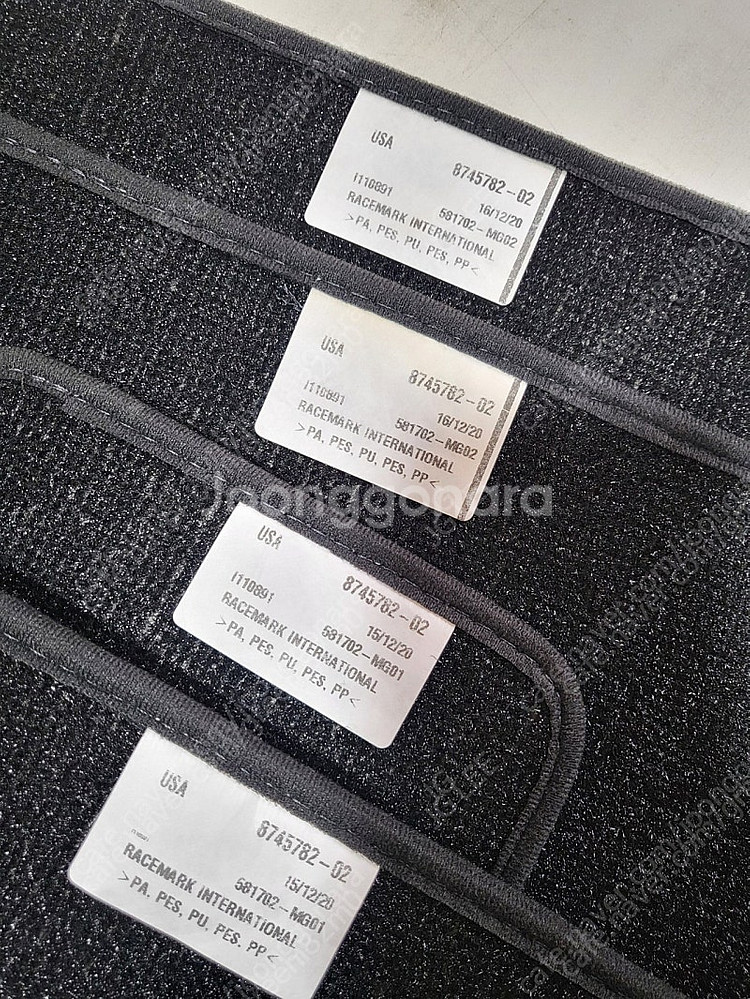 USA
8745782-02
I110891 16/12/20
581702-MG02
RACEMARK INTERNATIONAL
>PA, PES, PU, PES, PP<
USA
8745782-02
I110891 16/12/20
581702-MG02
RACEMARK INTERNATIONAL
>PA, PES, PU, PES, PP<
Joonggonara
USA
8745782-02
I110891 15/12/20
581702-MG01
RACEMARK INTERNATIONAL
>PA, PES, PU, PES, PP<
USA
8745782-02
15/12/20
581702-MG01
RACEMARK INTERNATIONAL
>PA, PES, PU, PES, PP<